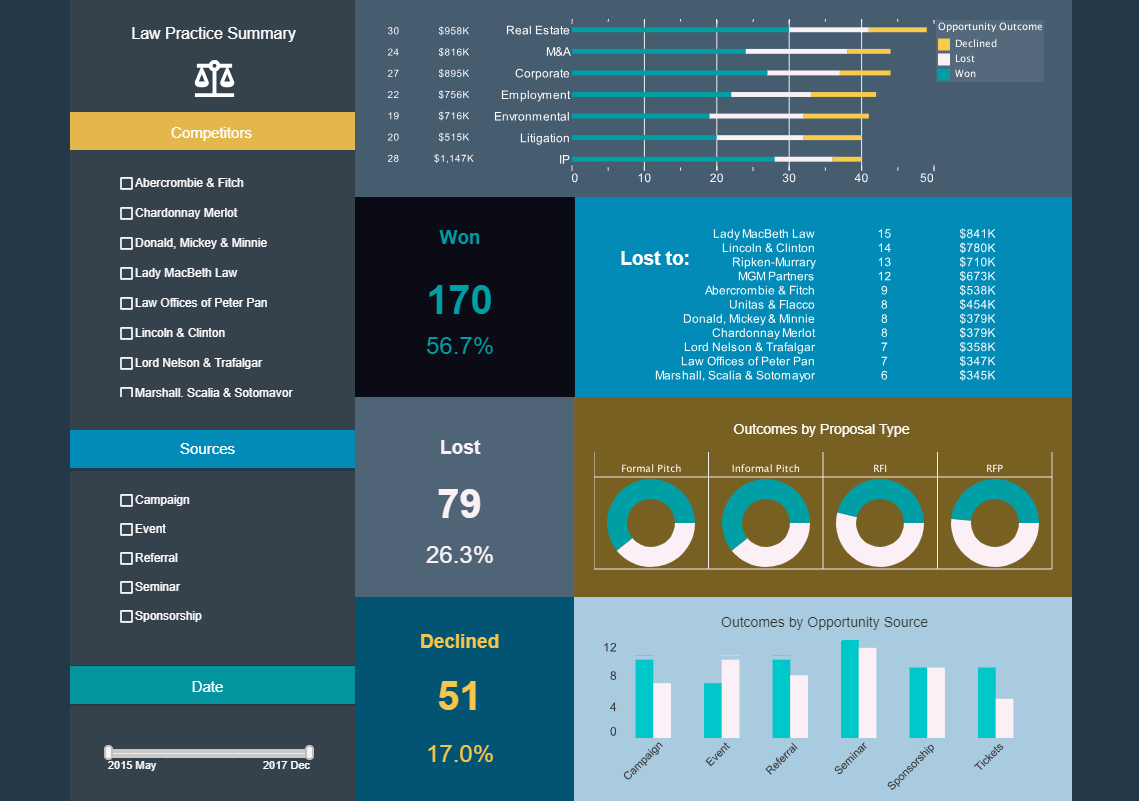 Law Practice Summary
Competitors
Abercrombie & Fitch
Chardonnay Merlot
Donald, Mickey & Minnie
Lady MacBeth Law
Law Offices of Peter Pan
Lincoln & Clinton
Lord Nelson & Trafalgar
Marshall, Scalia & Sotomayor
Sources
Campaign
Event
Referral
Seminar
Sponsorship
Date
2015 May 2017 Dec
30 $958K Real Estate
24 $816K M&A
27 $895K Corporate
22 $756K Employment
19 $716K Envronmental
20 $515K Litigation
28 $1,147K IP
0 10 20 30 40 50
Opportunity Outcome
Declined
Lost
Won
Won
170
56.7%
Lost to:
Lady MacBeth Law 15 $841K
Lincoln & Clinton 14 $780K
Ripken-Murrary 13 $710K
MGM Partners 12 $673K
Abercrombie & Fitch 9 $538K
Unitas & Flacco 8 $454K
Donald, Mickey & Minnie 8 $379K
Chardonnay Merlot 8 $379K
Lord Nelson & Trafalgar 7 $358K
Law Offices of Peter Pan 7 $347K
Marshall, Scalia & Sotomayor 6 $345K
Lost
79
26.3%
Outcomes by Proposal Type
Formal Pitch Informal Pitch RFI RFP
Declined
51
17.0%
Outcomes by Opportunity Source
12
8
4
0
Campaign Event Referral Seminar Sponsorship Tickets